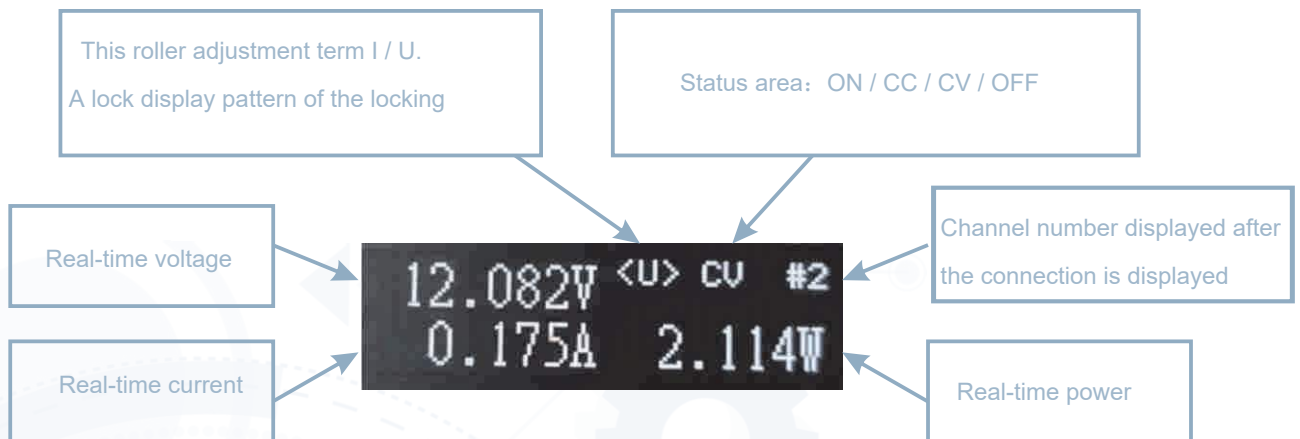 This roller adjustment term I / U.
A lock display pattern of the locking
Status area：ON / CC / CV / OFF
Real-time voltage
Channel number displayed after
the connection is displayed
12.082V <U> CV #2
0.175A 2.114W
Real-time current
Real-time power